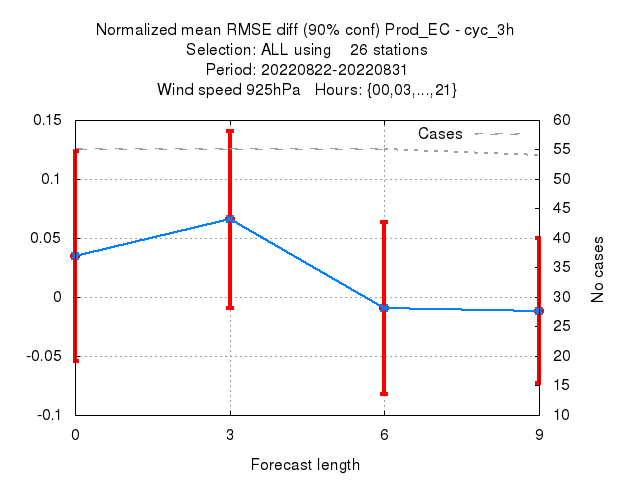 Normalized mean RMSE diff (90% conf) Prod_EC - cyc_3h
Selection: ALL using    26 stations
Period: 20220822-20220831
Wind speed 925hPa   Hours: {00,03,...,21}
Cases
0.15
0.1
0.05
0
-0.05
-0.1
60
55
50
45
40
35
30
25
20
15
10
No cases
0 3 6 9
Forecast length